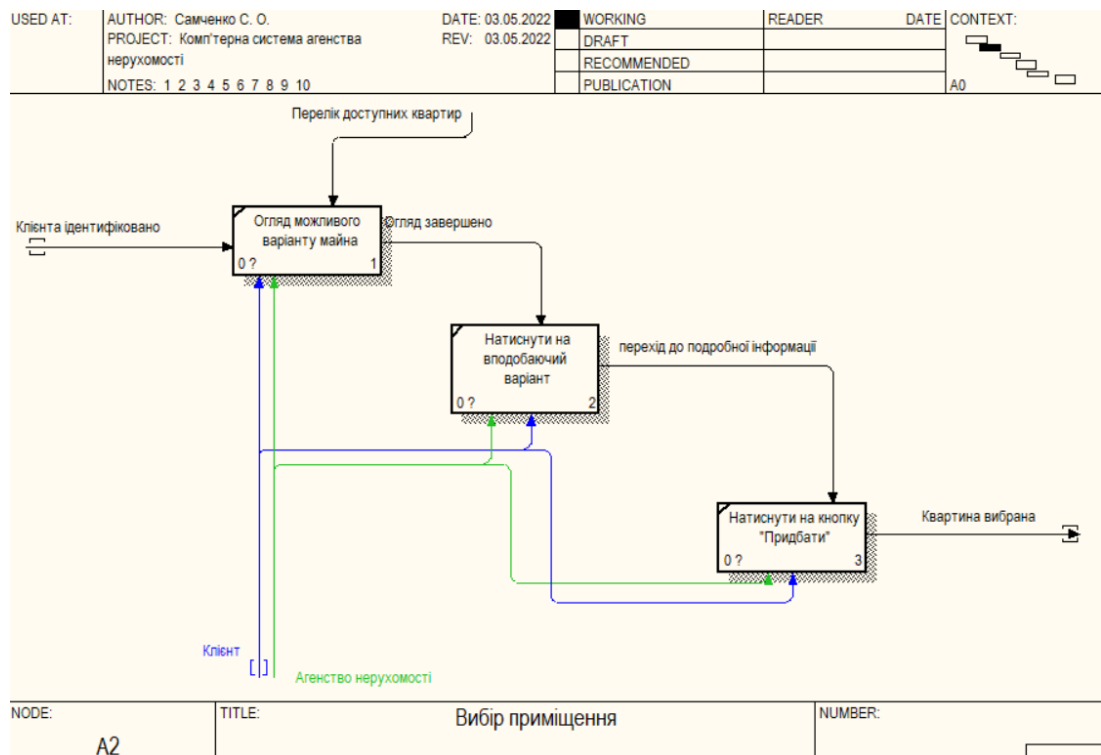 USED AT:
AUTHOR: Самченко С. О.
DATE: 03.05.2022
WORKING
READER
DATE
CONTEXT:
PROJECT: Комп'терна система агенства
REV: 03.05.2022
DRAFT
нерухомості
RECOMMENDED
NOTES: 1 2 3 4 5 6 7 8 9 10
PUBLICATION
A0
Перелік доступних квартир
Клієнта ідентифіковано
Огляд можливого
варіанту майна
0 ?
1
Огляд завершено
Натиснути на
вподобаючий
варіант
0 ?
2
перехід до подробної інформації
Натиснути на кнопку
"Придбати"
0 ?
3
Квартина вибрана
Клієнт
Агенство нерухомості
NODE:
TITLE:
Вибір приміщення
NUMBER:
A2